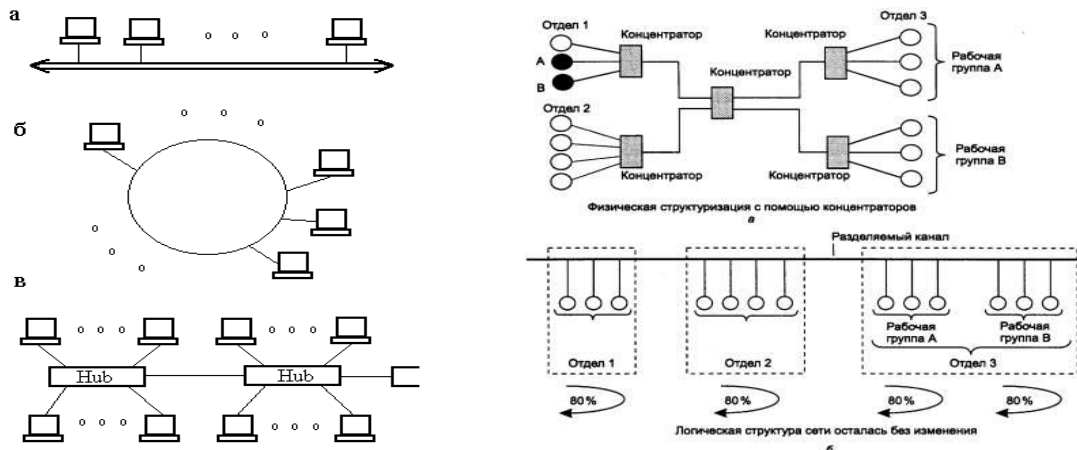 а
б
в
Hub
Hub
Отдел 1
Концентратор
А
В
Отдел 2
Концентратор
Концентратор
Концентратор
Отдел 3
Рабочая
группа А
Рабочая
группа В
Концентратор
Физическая структуризация с помощью концентраторов
а
Разделяемый канал
Рабочая
группа А
Рабочая
группа В
Отдел 1
Отдел 2
Отдел 3
80 %
80 %
80 %
80 %
Логическая структура сети осталась без изменения